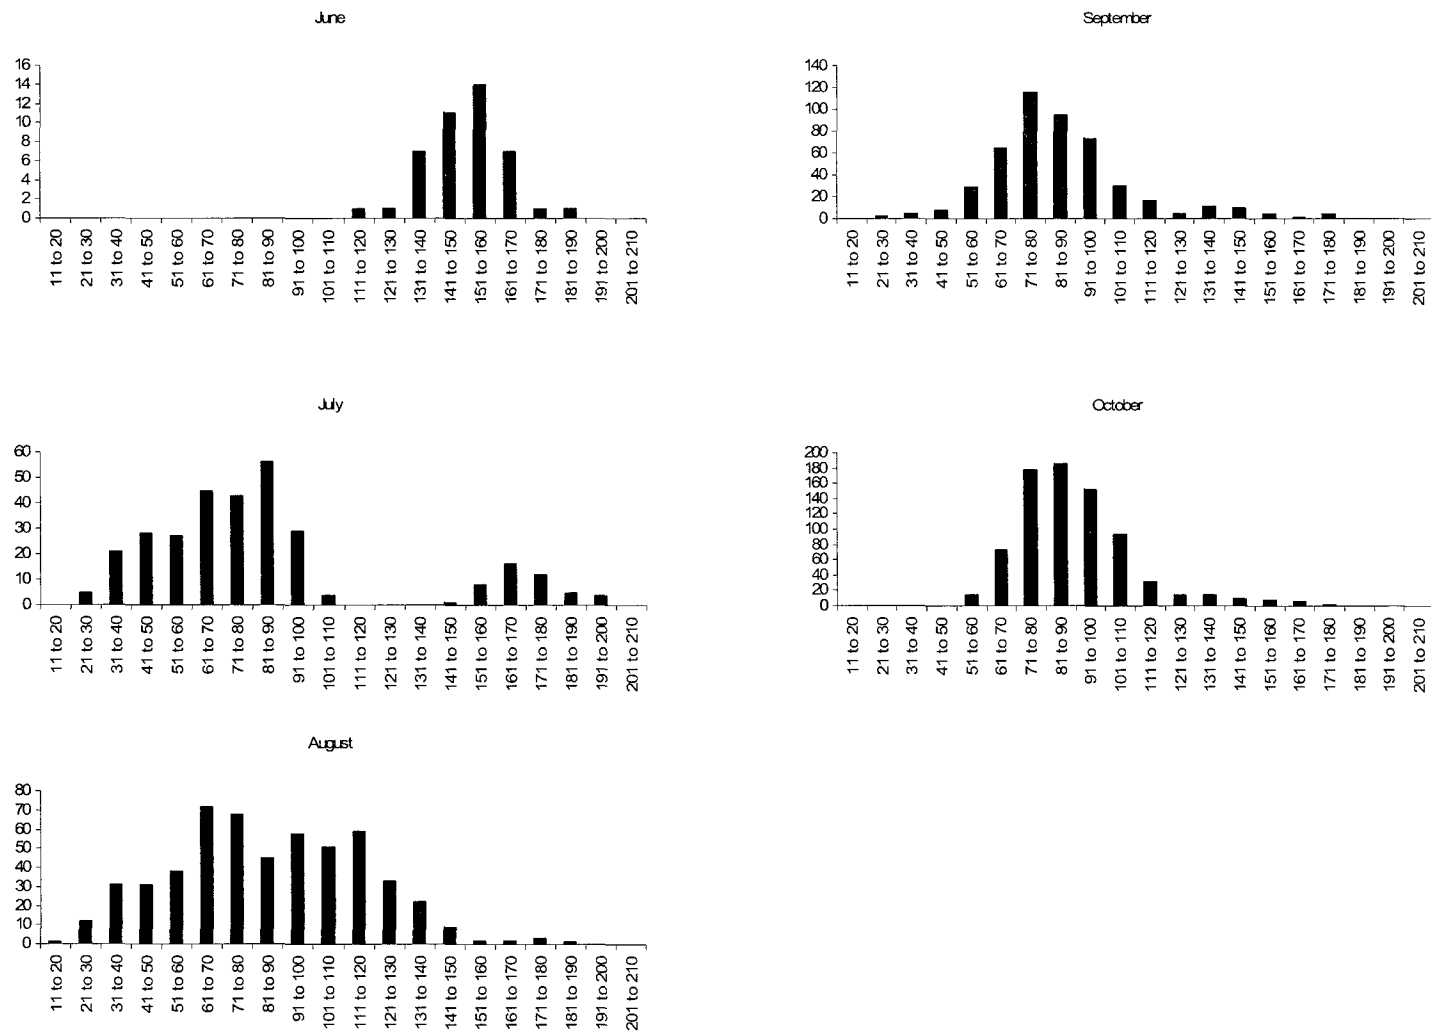 June
16
14
12
10
8
6
4
2
0
11 to 20
21 to 30
31 to 40
41 to 50
51 to 60
61 to 70
71 to 80
81 to 90
91 to 100
101 to 110
111 to 120
121 to 130
131 to 140
141 to 150
151 to 160
161 to 170
171 to 180
181 to 190
191 to 200
201 to 210
September
140
120
100
80
60
40
20
0
11 to 20
21 to 30
31 to 40
41 to 50
51 to 60
61 to 70
71 to 80
81 to 90
91 to 100
101 to 110
111 to 120
121 to 130
131 to 140
141 to 150
151 to 160
161 to 170
171 to 180
181 to 190
191 to 200
201 to 210
July
60
50
40
30
20
10
0
11 to 20
21 to 30
31 to 40
41 to 50
51 to 60
61 to 70
71 to 80
81 to 90
91 to 100
101 to 110
111 to 120
121 to 130
131 to 140
141 to 150
151 to 160
161 to 170
171 to 180
181 to 190
191 to 200
201 to 210
October
200
180
160
140
120
100
80
60
40
20
0
11 to 20
21 to 30
31 to 40
41 to 50
51 to 60
61 to 70
71 to 80
81 to 90
91 to 100
101 to 110
111 to 120
121 to 130
131 to 140
141 to 150
151 to 160
161 to 170
171 to 180
181 to 190
191 to 200
201 to 210
August
80
70
60
50
40
30
20
10
0
11 to 20
21 to 30
31 to 40
41 to 50
51 to 60
61 to 70
71 to 80
81 to 90
91 to 100
101 to 110
111 to 120
121 to 130
131 to 140
141 to 150
151 to 160
161 to 170
171 to 180
181 to 190
191 to 200
201 to 210